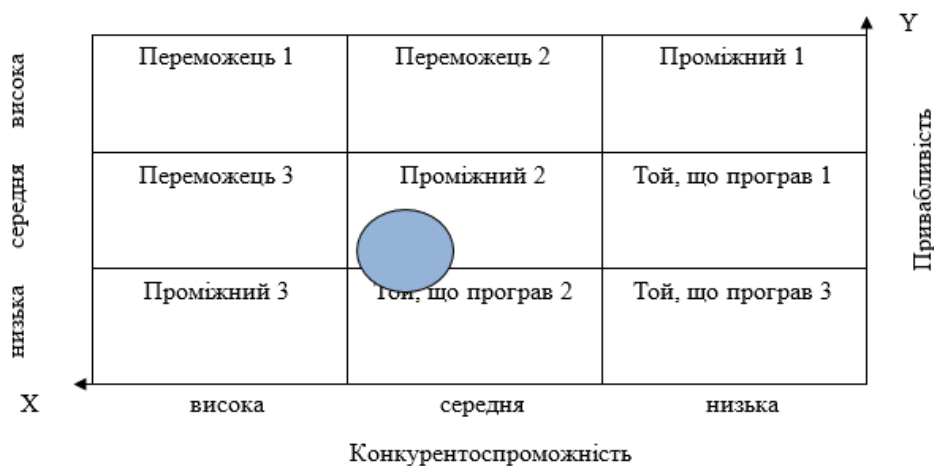 Y
висока
Переможець 1
Переможець 2
Проміжний 1
Привабливість
середня
Переможець 3
Проміжний 2
Той, що програв 1
низька
Проміжний 3
Той, що програв 2
Той, що програв 3
X
висока
середня
низька
Конкурентоспроможність